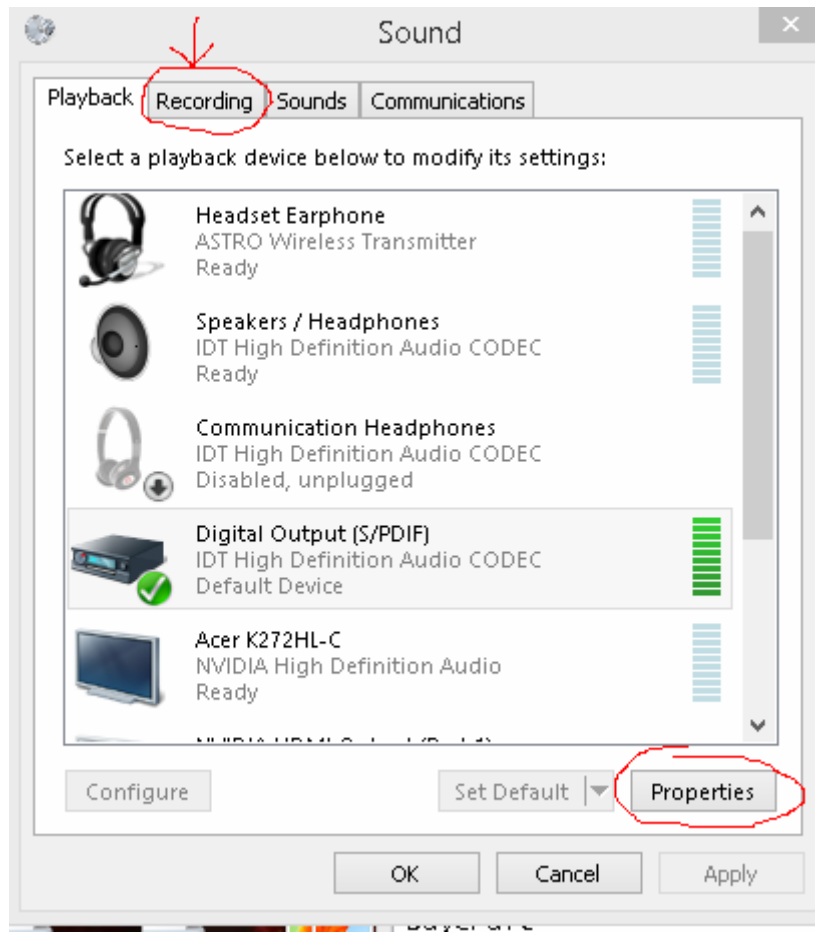 Sound
Playback Recording Sounds Communications
Select a playback device below to modify its settings:
Headset Earphone
ASTRO Wireless Transmitter
Ready
Speakers / Headphones
IDT High Definition Audio CODEC
Ready
Communication Headphones
IDT High Definition Audio CODEC
Disabled, unplugged
Digital Output (S/PDIF)
IDT High Definition Audio CODEC
Default Device
Acer K272HL-C
NVIDIA High Definition Audio
Ready
Configure Set Default Properties
OK Cancel Apply